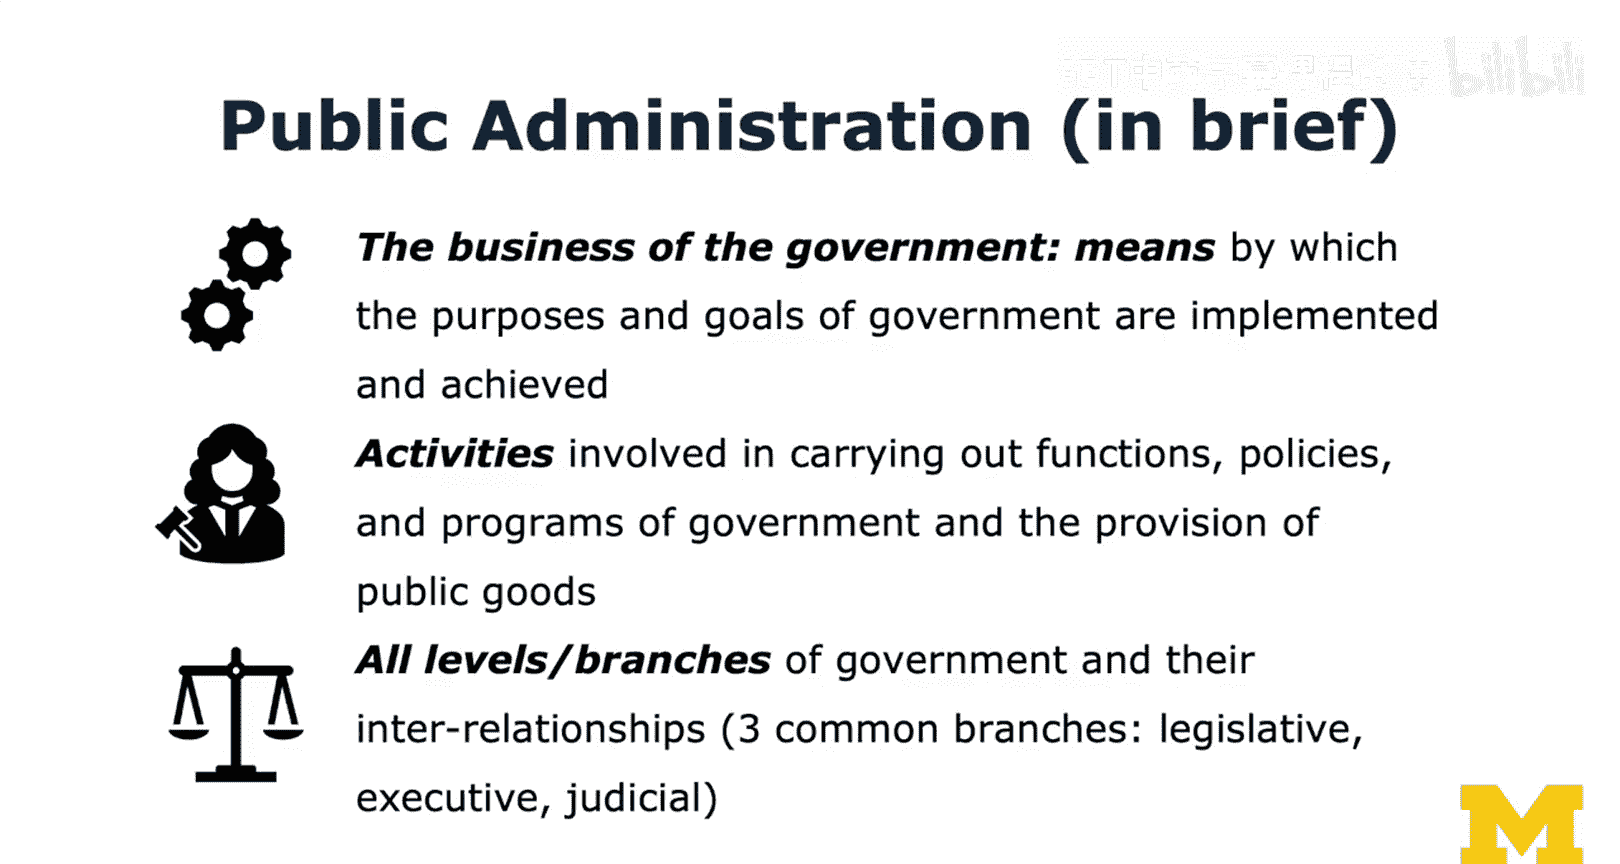 bilibili
Public Administration (in brief)
The business of the government: means by which
the purposes and goals of government are implemented
and achieved
Activities involved in carrying out functions, policies,
and programs of government and the provision of
public goods
All levels/branches of government and their
inter-relationships (3 common branches: legislative,
executive, judicial)
M